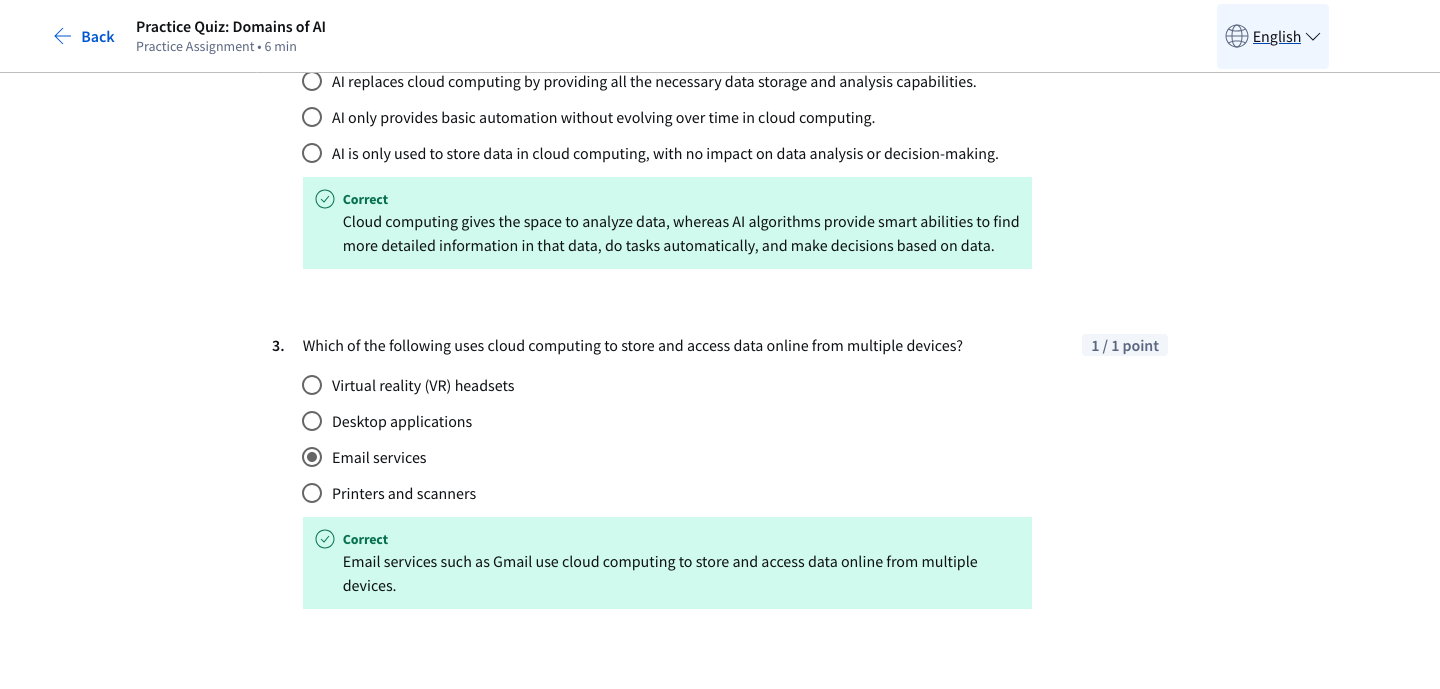 Back
Practice Quiz: Domains of AI
Practice Assignment • 6 min
English
AI replaces cloud computing by providing all the necessary data storage and analysis capabilities.
AI only provides basic automation without evolving over time in cloud computing.
AI is only used to store data in cloud computing, with no impact on data analysis or decision-making.
Correct
Cloud computing gives the space to analyze data, whereas AI algorithms provide smart abilities to find
more detailed information in that data, do tasks automatically, and make decisions based on data.
3. Which of the following uses cloud computing to store and access data online from multiple devices?
1 / 1 point
Virtual reality (VR) headsets
Desktop applications
Email services
Printers and scanners
Correct
Email services such as Gmail use cloud computing to store and access data online from multiple
devices.